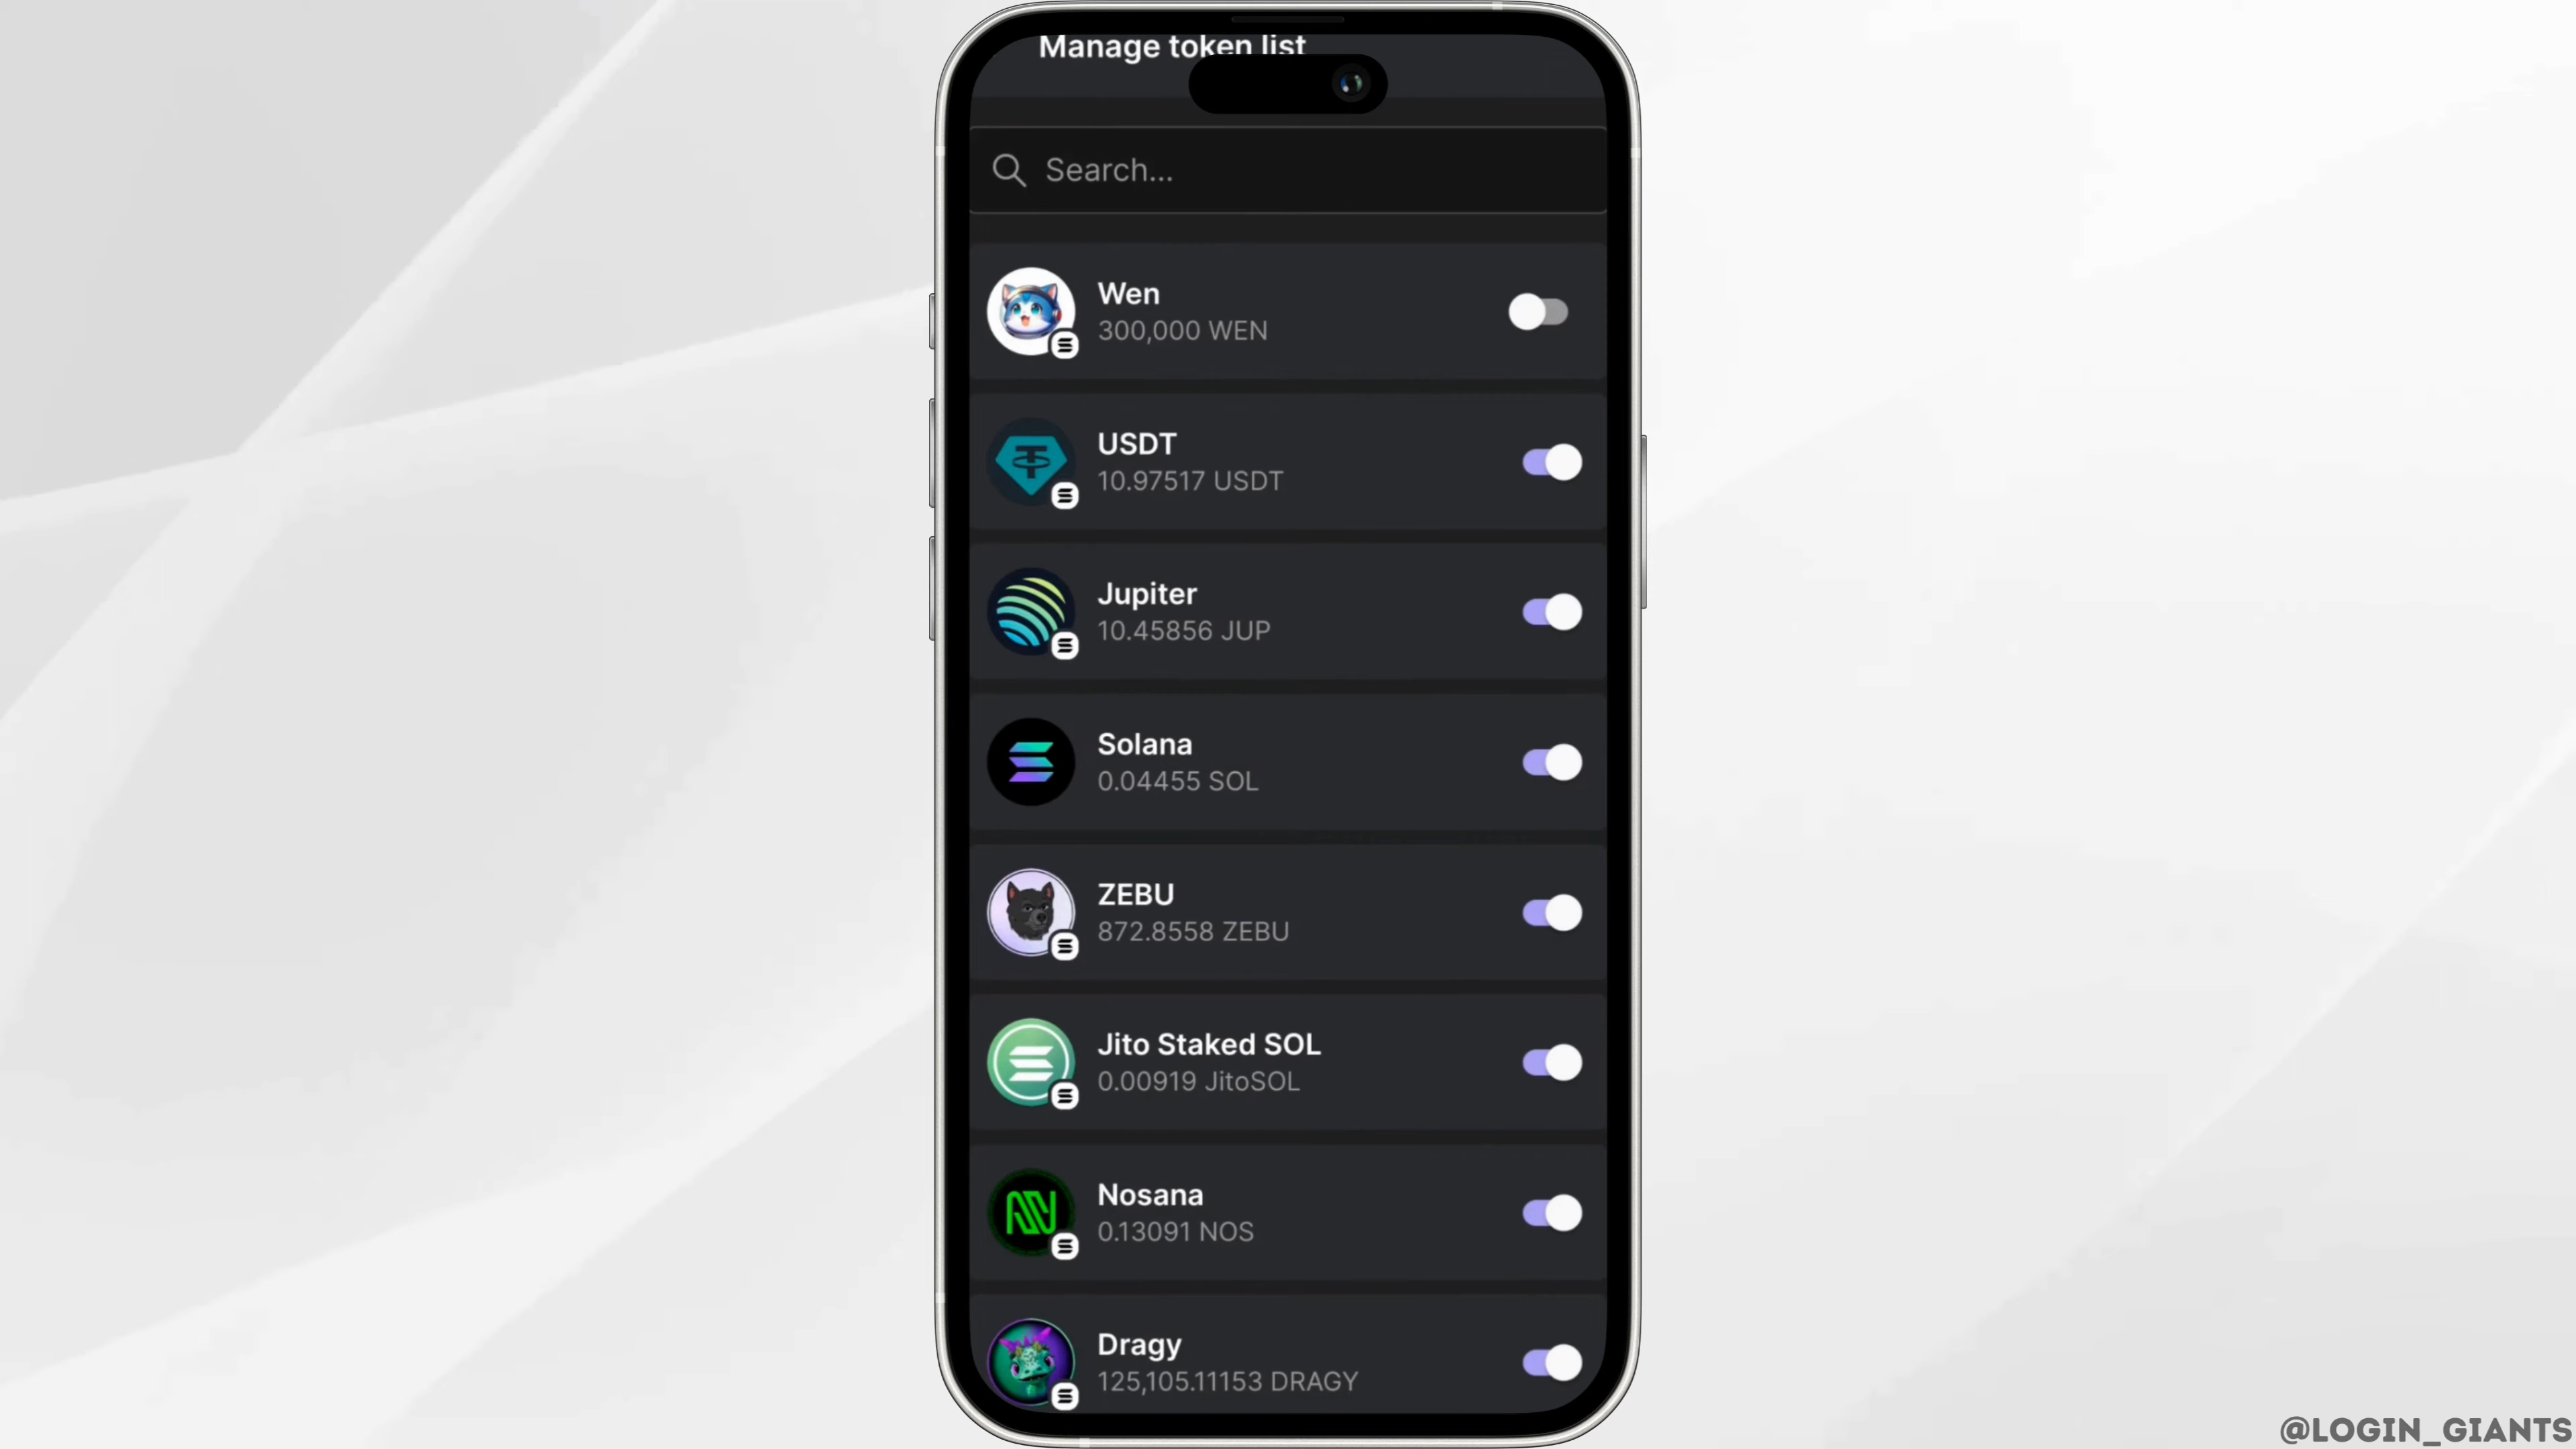 Manage token list
Search...
Wen
300,000 WEN
USDT
10.97517 USDT
Jupiter
10.45856 JUP
Solana
0.04455 SOL
ZEBU
872.8558 ZEBU
Jito Staked SOL
0.00919 JitoSOL
Nosana
0.13091 NOS
Dragy
125,105.11153 DRAGY
@LOGIN_GIANTS